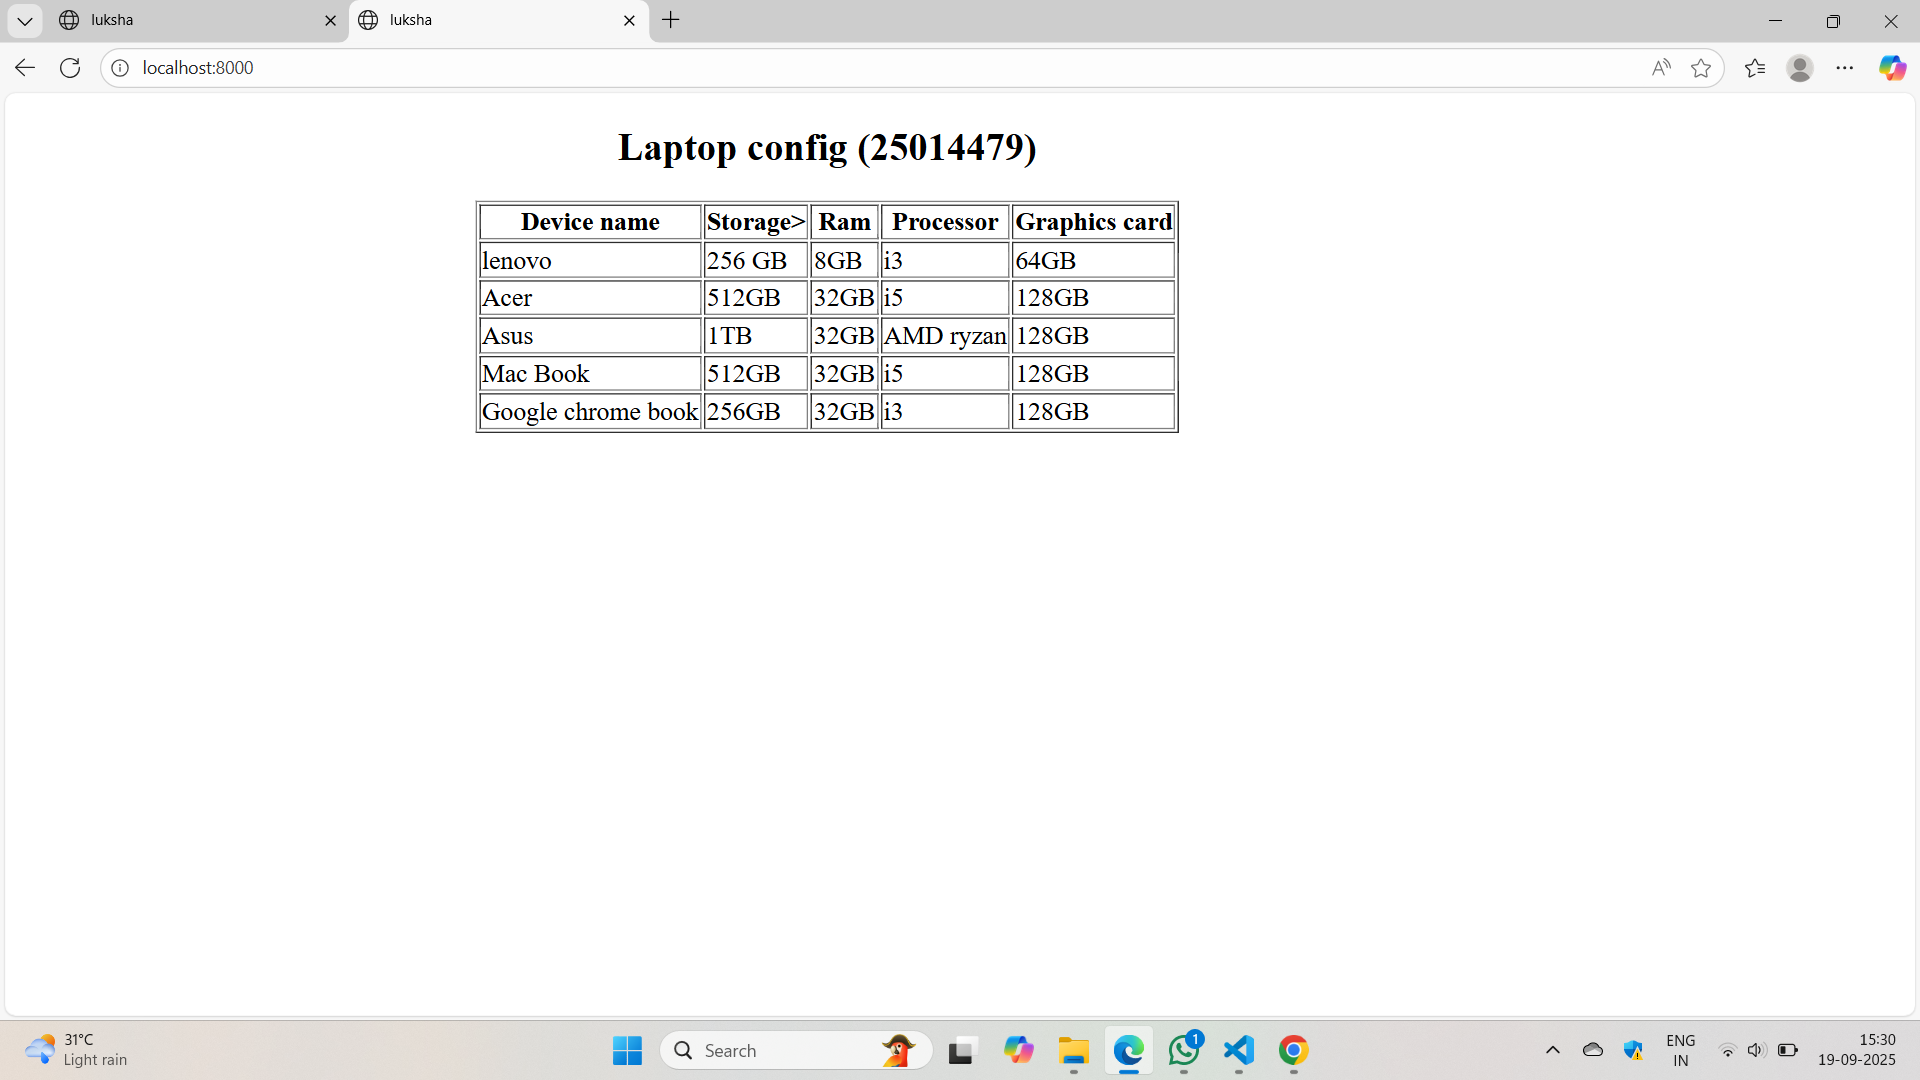 luksha
luksha
localhost:8000
Laptop config (25014479)
Device name Storage> Ram Processor Graphics card
lenovo 256 GB 8GB i3 64GB
Acer 512GB 32GB i5 128GB
Asus 1TB 32GB AMD ryzan 128GB
Mac Book 512GB 32GB i5 128GB
Google chrome book 256GB 32GB i3 128GB
31°C
Light rain
Search
1
ENG
IN
15:30
19-09-2025